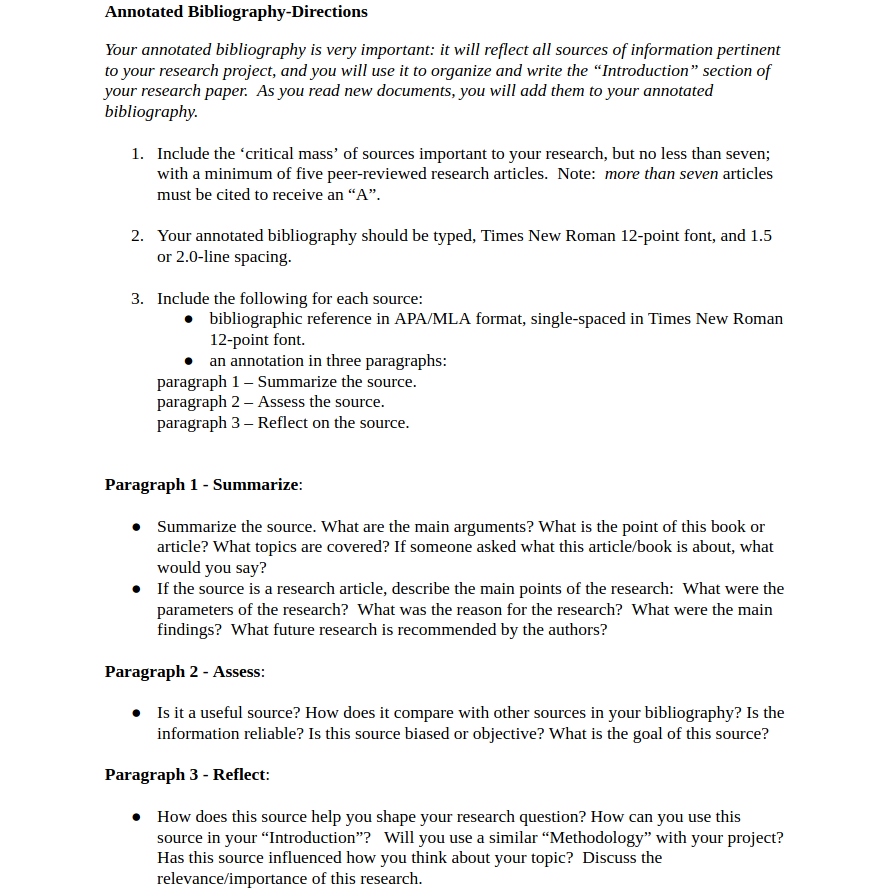 Annotated Bibliography-Directions
Your annotated bibliography is very important: it will reflect all sources of information pertinent
to your research project, and you will use it to organize and write the “Introduction” section of
your research paper.  As you read new documents, you will add them to your annotated
bibliography.
1. Include the ‘critical mass’ of sources important to your research, but no less than seven;
with a minimum of five peer-reviewed research articles.  Note:  more than seven articles
must be cited to receive an “A”.
2. Your annotated bibliography should be typed, Times New Roman 12-point font, and 1.5
or 2.0-line spacing.
3. Include the following for each source:
● bibliographic reference in APA/MLA format, single-spaced in Times New Roman
12-point font.
● an annotation in three paragraphs:
paragraph 1 – Summarize the source.
paragraph 2 – Assess the source.
paragraph 3 – Reflect on the source.
Paragraph 1 - Summarize:
● Summarize the source. What are the main arguments? What is the point of this book or
article? What topics are covered? If someone asked what this article/book is about, what
would you say?
● If the source is a research article, describe the main points of the research:  What were the
parameters of the research?  What was the reason for the research?  What were the main
findings?  What future research is recommended by the authors?
Paragraph 2 - Assess:
● Is it a useful source? How does it compare with other sources in your bibliography? Is the
information reliable? Is this source biased or objective? What is the goal of this source?
Paragraph 3 - Reflect:
● How does this source help you shape your research question? How can you use this
source in your “Introduction”?   Will you use a similar “Methodology” with your project?
Has this source influenced how you think about your topic?  Discuss the
relevance/importance of this research.